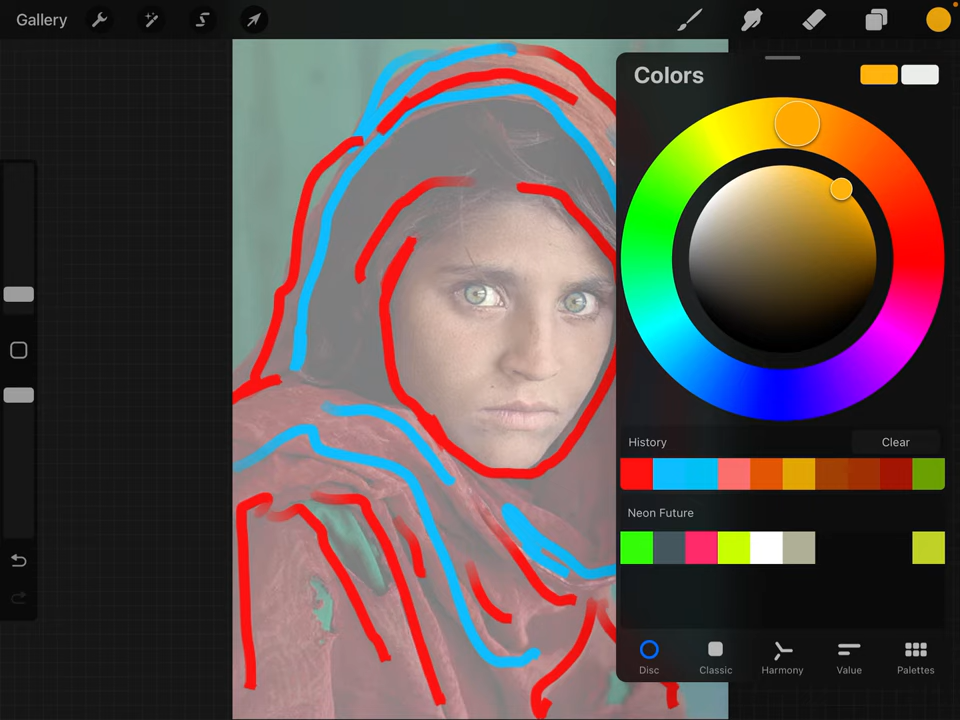 Gallery
Colors
History
Clear
Neon Future
Disc
Classic
Harmony
Value
Palettes